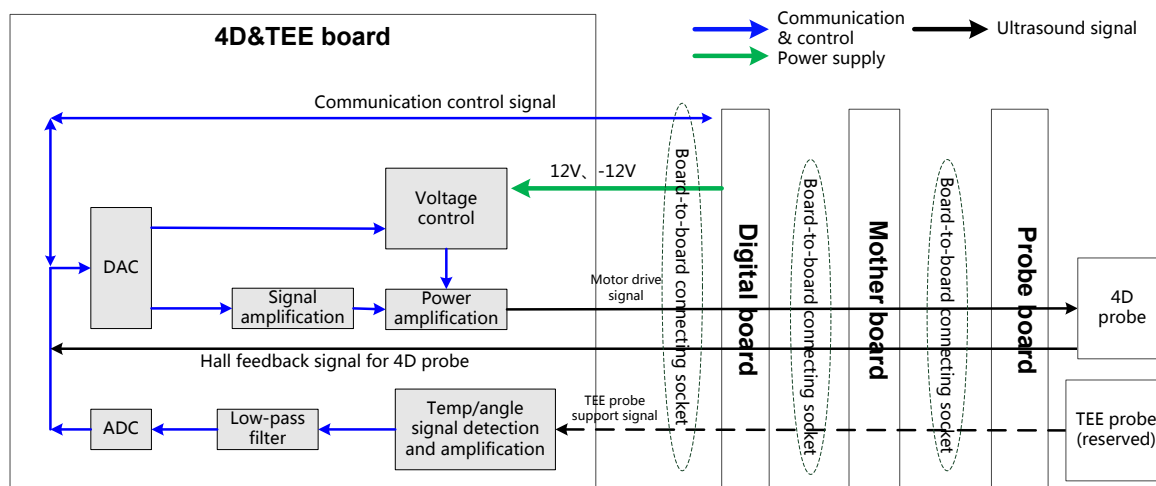 4D&TEE board
Communication
& control
Ultrasound signal
Power supply
Communication control signal
12V、-12V
Voltage
control
DAC
Signal
amplification
Power
amplification
Motor drive
signal
Hall feedback signal for 4D probe
ADC
Low-pass
filter
Temp/angle
signal detection
and amplification
TEE probe
support signal
Board-to-board connecting socket
Digital board
Board-to-board connecting socket
Mother board
Board-to-board connecting socket
Probe board
4D
probe
TEE probe
(reserved)